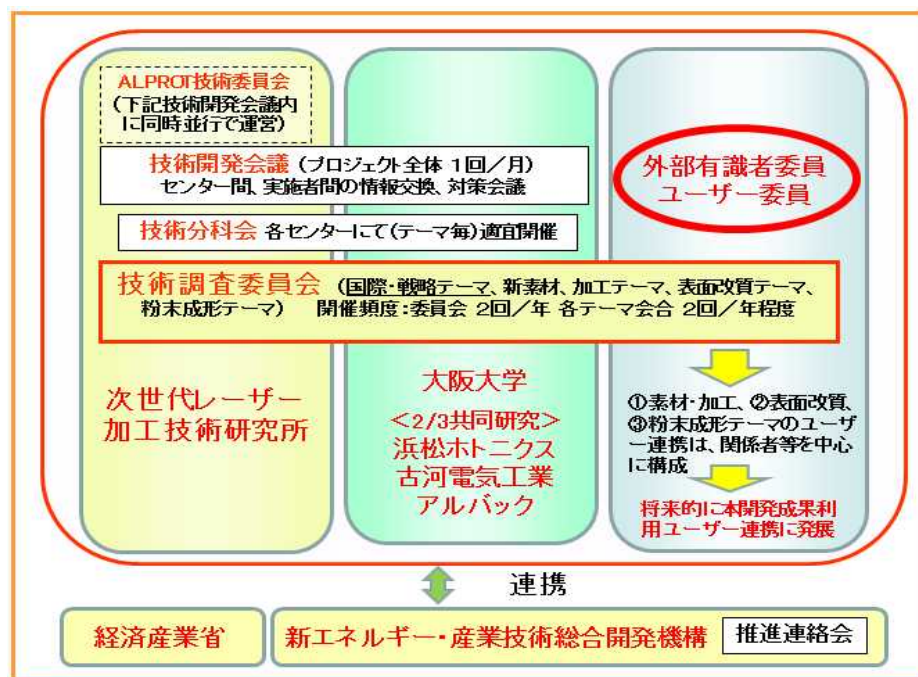 ALPROT技術委員会
(下記技術開発会議内
に同時並行で運営)
技術開発会議 (プロジェクト全体 1回/月)
センター間、実施者間の情報交換、対策会議
技術分科会 各センターにて(テーマ毎)適宜開催
外部有識者委員
ユーザー委員
技術調査委員会 (国際・戦略テーマ、新素材、加工テーマ、表面改質テーマ、
粉末成形テーマ) 開催頻度:委員会 2回/年 各テーマ会合 2回/年程度
次世代レーザー
加工技術研究所
大阪大学
<2/3共同研究>
浜松ホトニクス
古河電気工業
アルバック
①素材・加工、②表面改質、
③粉末成形テーマのユーザ
ー連携は、関係者等を中心
に構成
将来的に本開発成果利
用ユーザー連携に発展
連携
経済産業省
新エネルギー・産業技術総合開発機構 推進連絡会